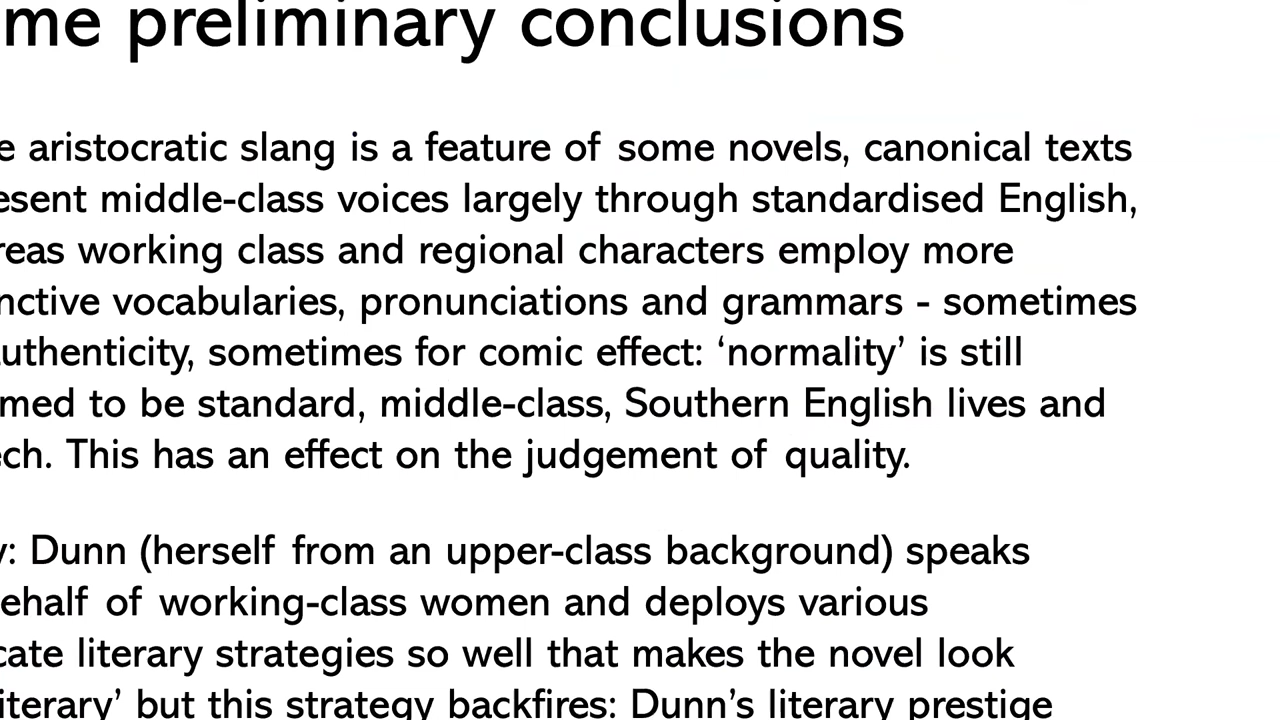 me preliminary conclusions
e aristocratic slang is a feature of some novels, canonical texts
esent middle-class voices largely through standardised English,
reas working class and regional characters employ more
nctive vocabularies, pronunciations and grammars - sometimes
uthenticity, sometimes for comic effect: ‘normality’ is still
med to be standard, middle-class, Southern English lives and
ech. This has an effect on the judgement of quality.
y: Dunn (herself from an upper-class background) speaks
ehalf of working-class women and deploys various
cate literary strategies so well that makes the novel look
iterary’ but this strategy backfires: Dunn’s literary prestige